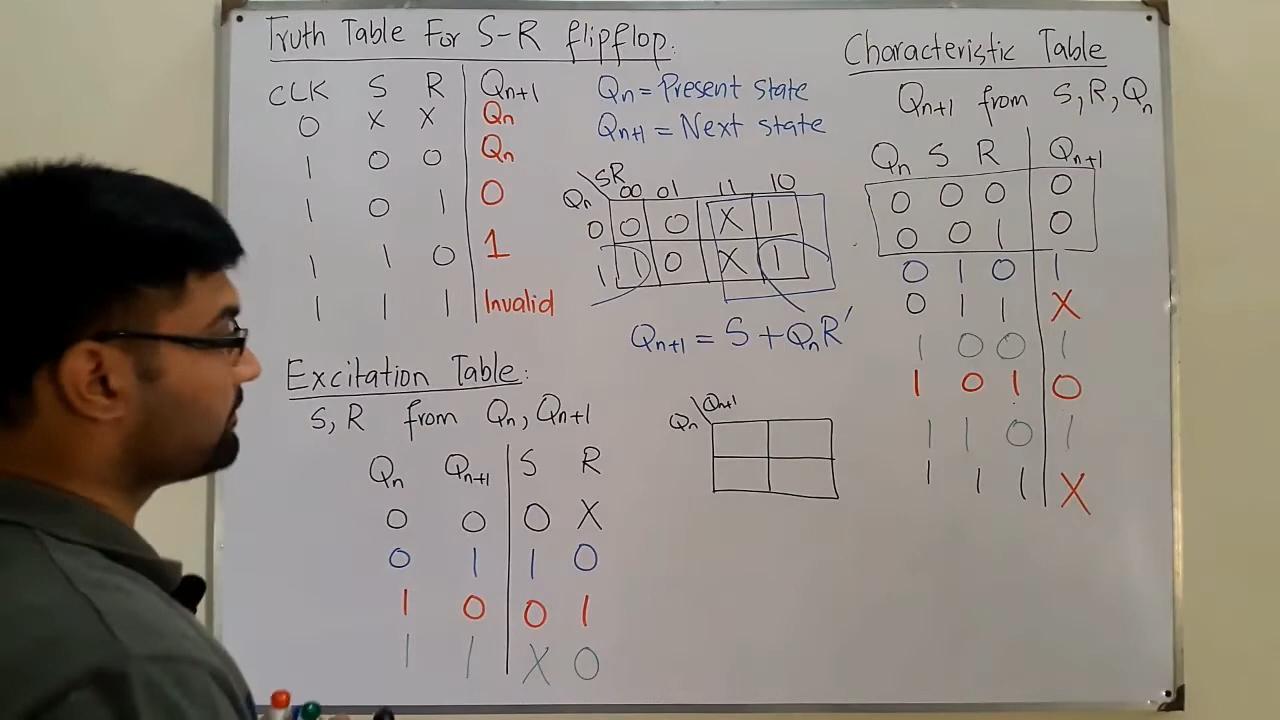 Truth Table For S-R flipflop:
CLK S R Qn+1
0 X X Qn
1 0 0 Qn
1 0 1 0
1 1 0 1
1 1 1 Invalid
Qn = Present state
Qn+1 = Next state
SR
Qn
00 01 11 10
0 0 0 X 1
1 1 0 X 1
Qn+1 = S + QnR′
Excitation Table:
S, R from Qn, Qn+1
Qn Qn+1 S R
0 0 0 X
0 1 1 0
1 0 0 1
1 1 X 0
Qn+1
Qn
Characteristic Table
Qn+1 from S, R, Qn
Qn S R Qn+1
0 0 0 0
0 0 1 0
0 1 0 1
0 1 1 X
1 0 0 1
1 0 1 0
1 1 0 1
1 1 1 X